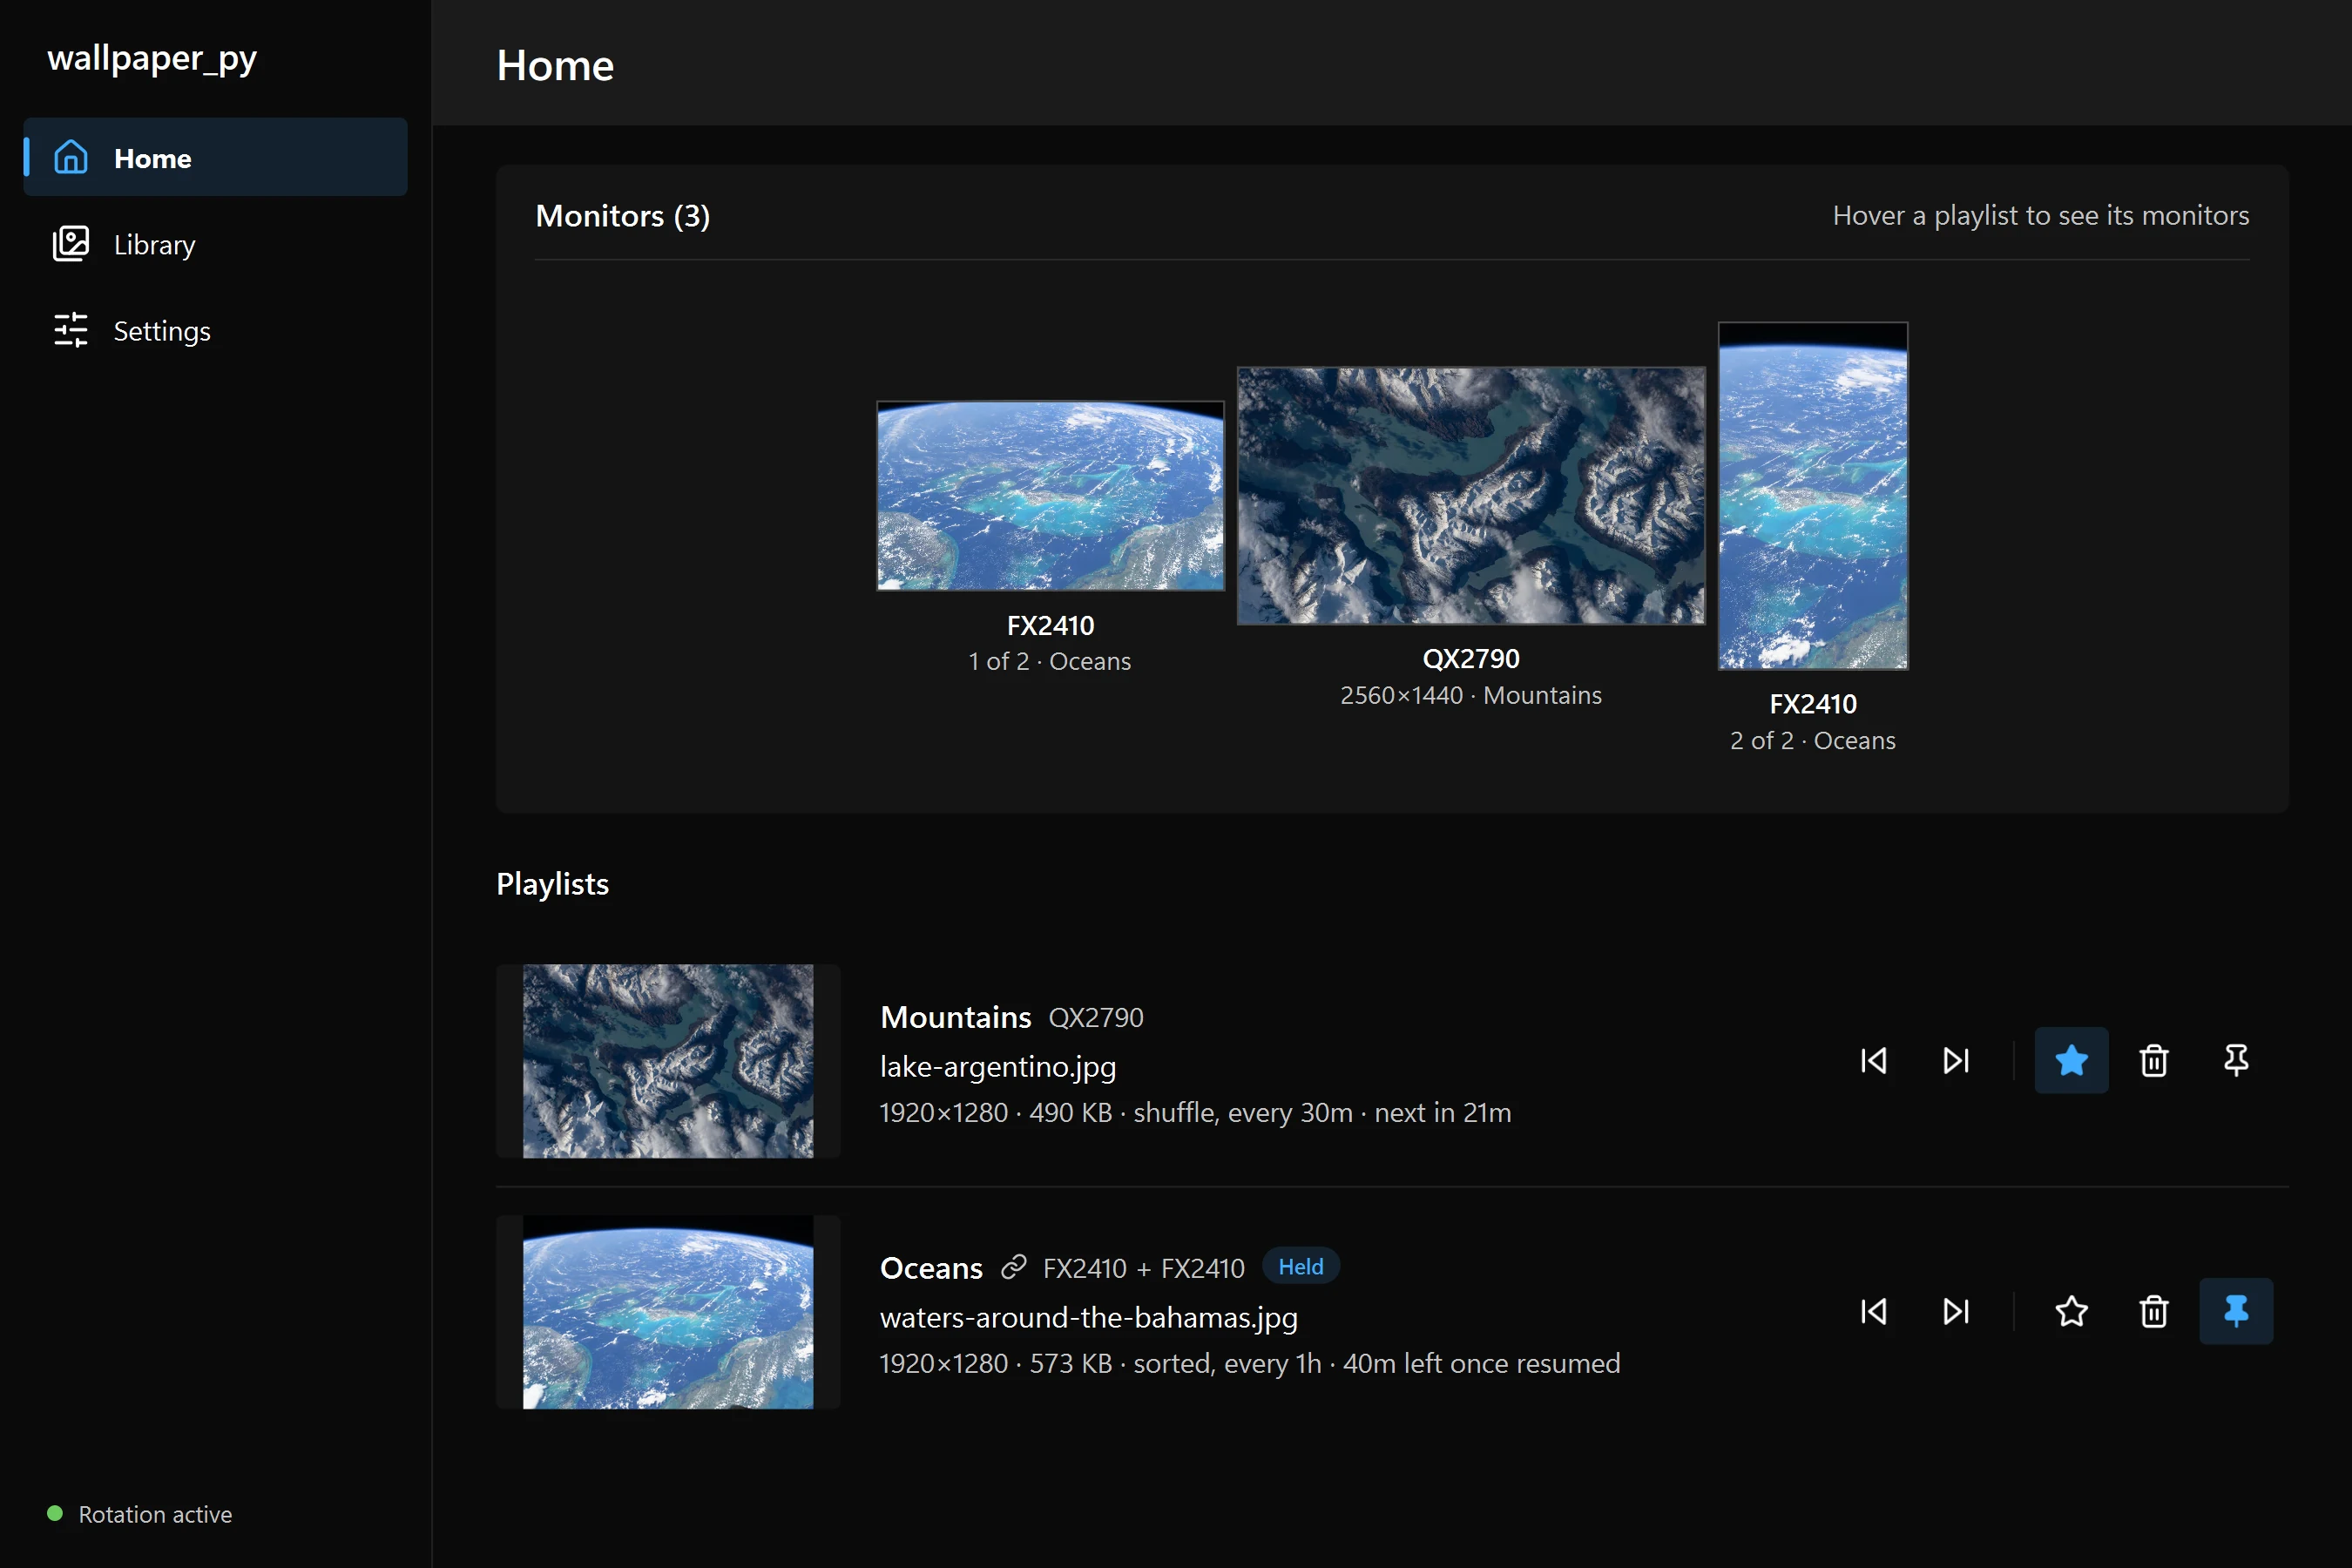 wallpaper_py
Home
Library
Settings
Rotation active
Home
Monitors (3)
Hover a playlist to see its monitors
FX2410
1 of 2 · Oceans
QX2790
2560×1440 · Mountains
FX2410
2 of 2 · Oceans
Playlists
Mountains QX2790
lake-argentino.jpg
1920×1280 · 490 KB · shuffle, every 30m · next in 21m
Oceans FX2410 + FX2410 Held
waters-around-the-bahamas.jpg
1920×1280 · 573 KB · sorted, every 1h · 40m left once resumed